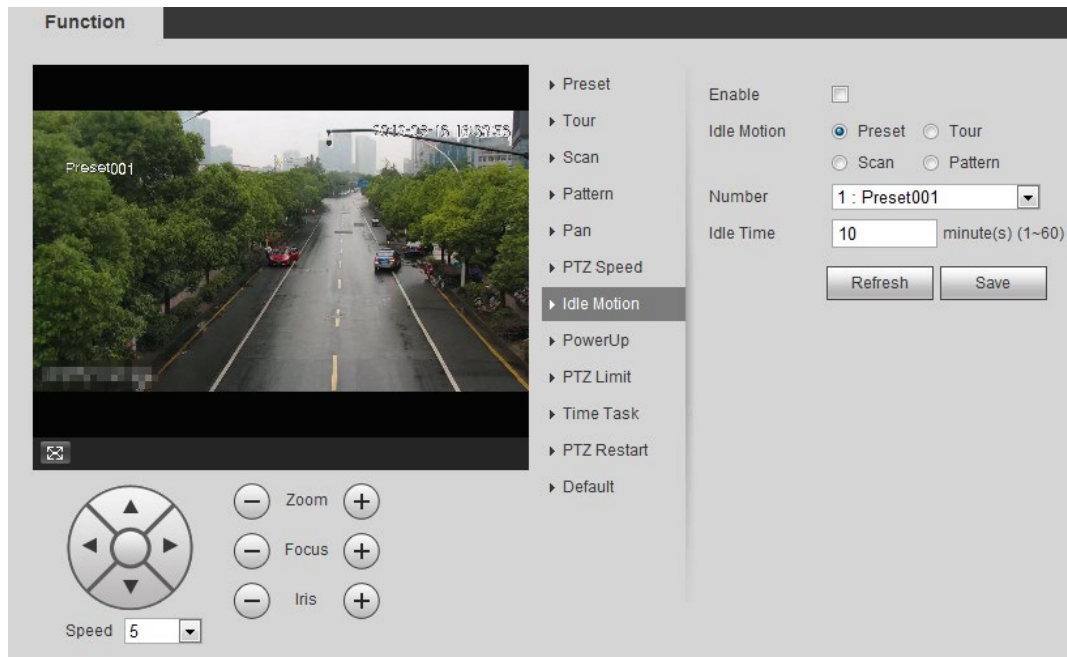 Function
Preset001
Preset
Tour
Scan
Pattern
Pan
PTZ Speed
Idle Motion
PowerUp
PTZ Limit
Time Task
PTZ Restart
Default
Enable
Idle Motion Preset Tour
Scan Pattern
Number 1 : Preset001
Idle Time 10 minute(s) (1~60)
Refresh Save
Zoom
Focus
Iris
Speed 5